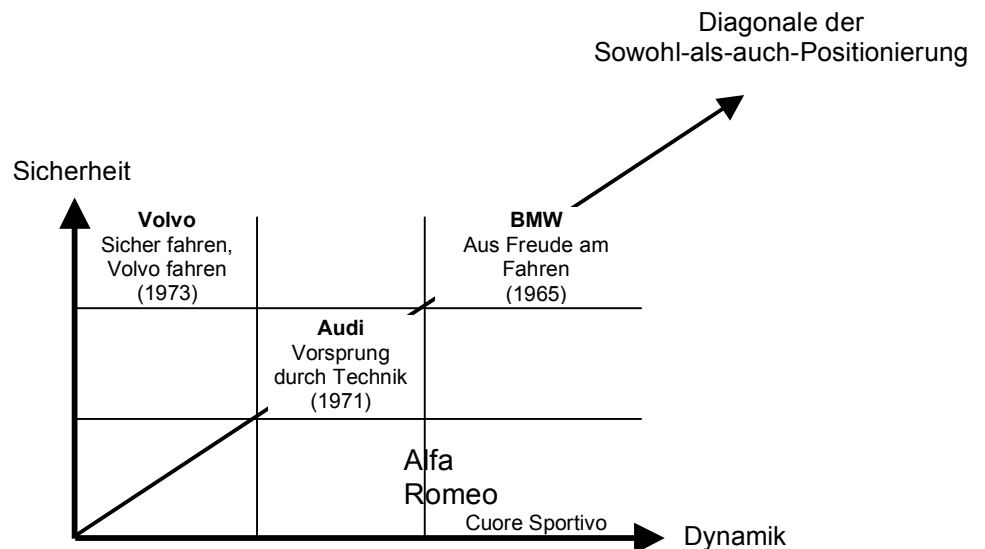 Diagonale der
Sowohl-als-auch-Positionierung
Sicherheit
Volvo
Sicher fahren,
Volvo fahren
(1973)
BMW
Aus Freude am
Fahren
(1965)
Audi
Vorsprung
durch Technik
(1971)
Alfa
Romeo
Cuore Sportivo
Dynamik